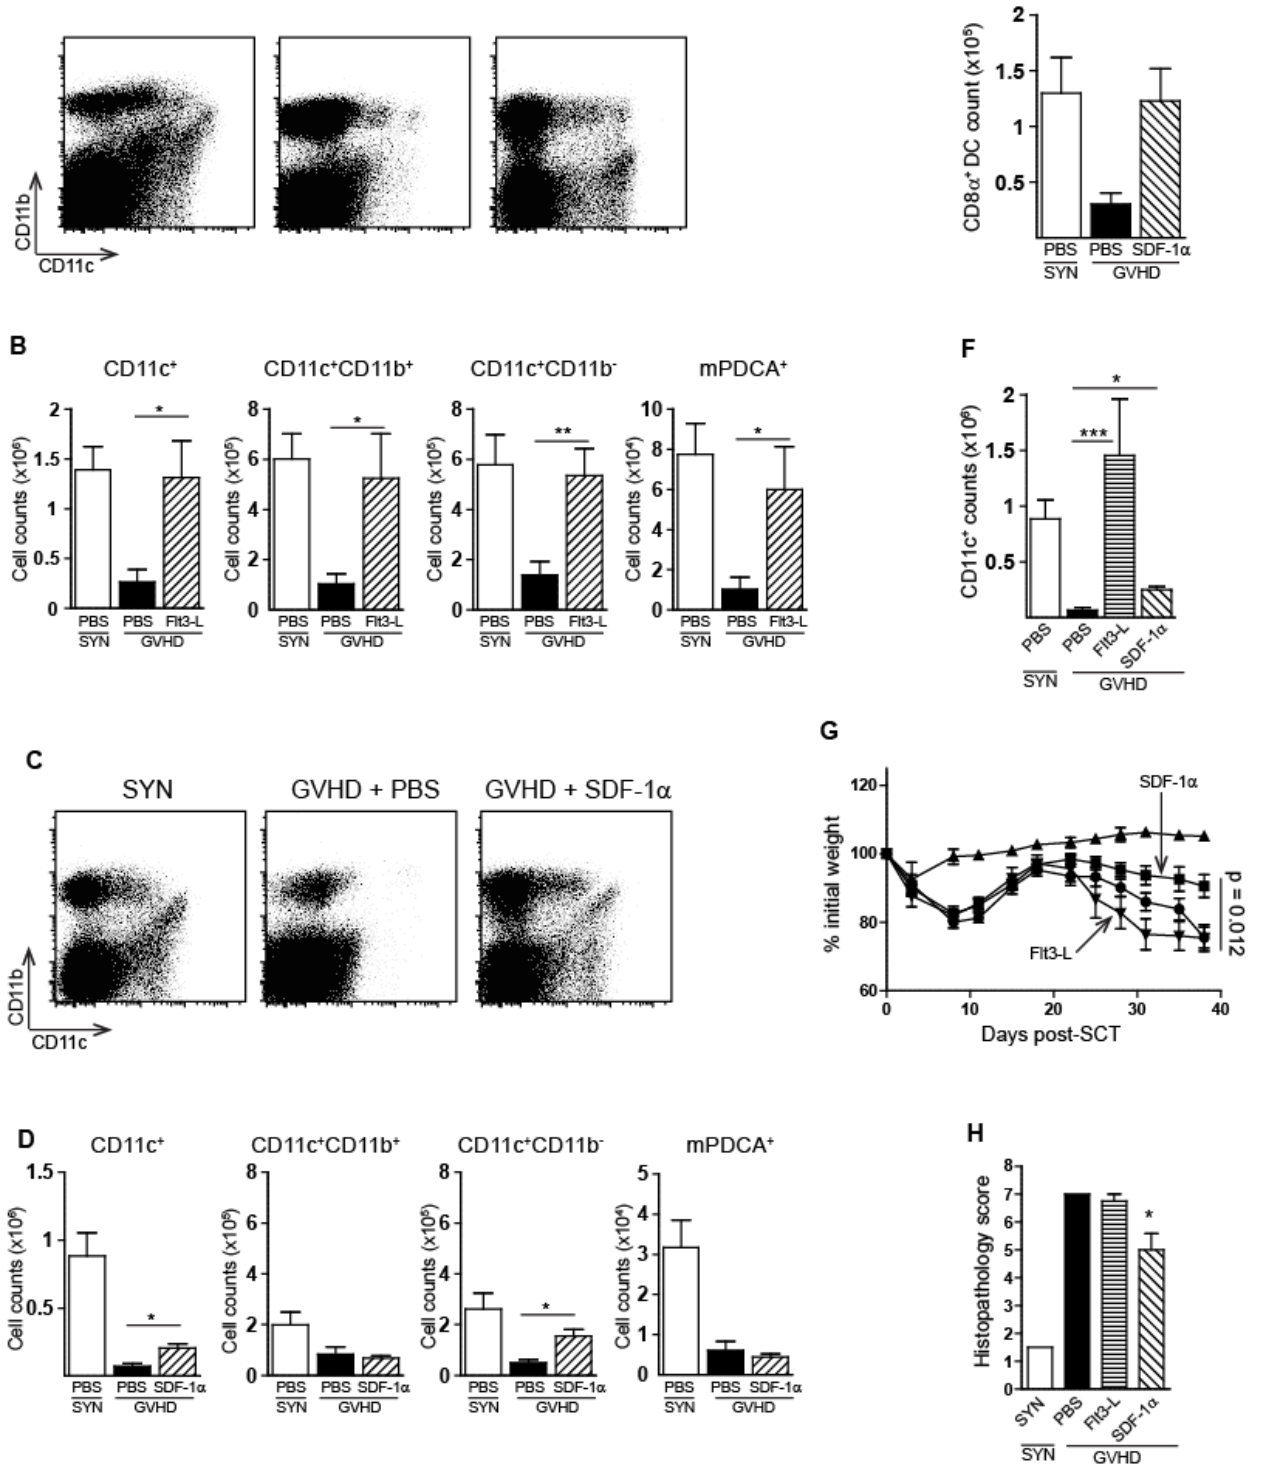 CD11b
CD11c
2
1.5
1
0.5
CD8α⁺ DC count (x10⁵)
PBS PBS SDF-1α
SYN GVHD
B
CD11c⁺ CD11c⁺CD11b⁺ CD11c⁺CD11b⁻ mPDCA⁺
Cell counts (x10⁶)
2
1.5
1
0.5
0
*
PBS PBS Flt3-L
SYN GVHD
Cell counts (x10⁵)
8
6
4
2
0
*
PBS PBS Flt3-L
SYN GVHD
Cell counts (x10⁵)
8
6
4
2
0
**
PBS PBS Flt3-L
SYN GVHD
Cell counts (x10⁴)
10
8
6
4
2
0
*
PBS PBS Flt3-L
SYN GVHD
F
CD11c⁺ counts (x10⁶)
2
1.5
1
0.5
*
***
PBS PBS Flt3-L SDF-1α
SYN GVHD
C
SYN GVHD + PBS GVHD + SDF-1α
CD11b
CD11c
G
% initial weight
120
100
80
60
SDF-1α
Flt3-L
p = 0.012
0 10 20 30 40
Days post-SCT
D
CD11c⁺ CD11c⁺CD11b⁺ CD11c⁺CD11b⁻ mPDCA⁺
Cell counts (x10⁶)
1.5
1
0.5
*
PBS PBS SDF-1α
SYN GVHD
Cell counts (x10⁵)
8
6
4
2
0
PBS PBS SDF-1α
SYN GVHD
Cell counts (x10⁵)
8
6
4
2
0
*
PBS PBS SDF-1α
SYN GVHD
Cell counts (x10⁴)
5
4
3
2
1
0
PBS PBS SDF-1α
SYN GVHD
H
Histopathology score
8
7
6
5
2
1
0
*
SYN PBS Flt3-L SDF-1α
SYN GVHD